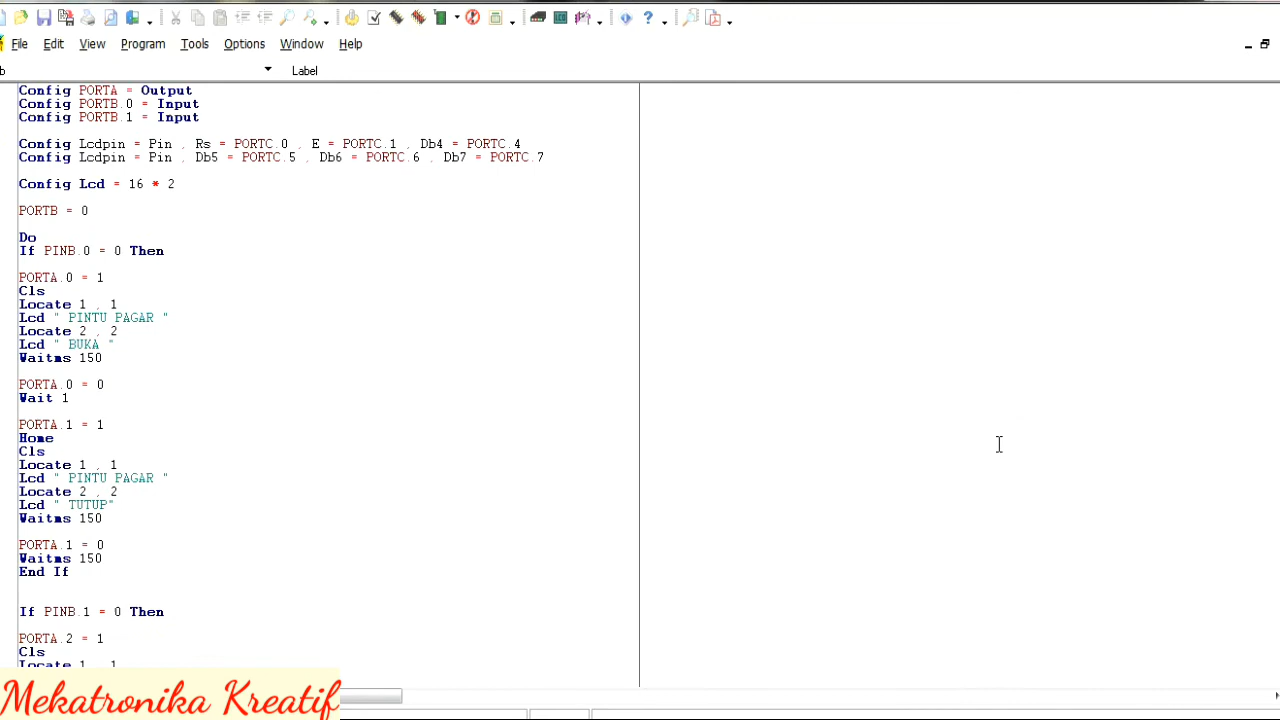 File Edit View Program Tools Options Window Help
b Label
Config PORTA = Output
Config PORTB.0 = Input
Config PORTB.1 = Input
Config Lcdpin = Pin , Rs = PORTC.0 , E = PORTC.1 , Db4 = PORTC.4
Config Lcdpin = Pin , Db5 = PORTC.5 , Db6 = PORTC.6 , Db7 = PORTC.7
Config Lcd = 16 * 2
PORTB = 0
Do
If PINB.0 = 0 Then
PORTA.0 = 1
Cls
Locate 1 , 1
Lcd " PINTU PAGAR "
Locate 2 , 2
Lcd " BUKA "
Waitms 150
PORTA.0 = 0
Wait 1
PORTA.1 = 1
Home
Cls
Locate 1 , 1
Lcd " PINTU PAGAR "
Locate 2 , 2
Lcd " TUTUP"
Waitms 150
PORTA.1 = 0
Waitms 150
End If
If PINB.1 = 0 Then
PORTA.2 = 1
Cls
Locate 1 , 1
Mekatronika Kreatif